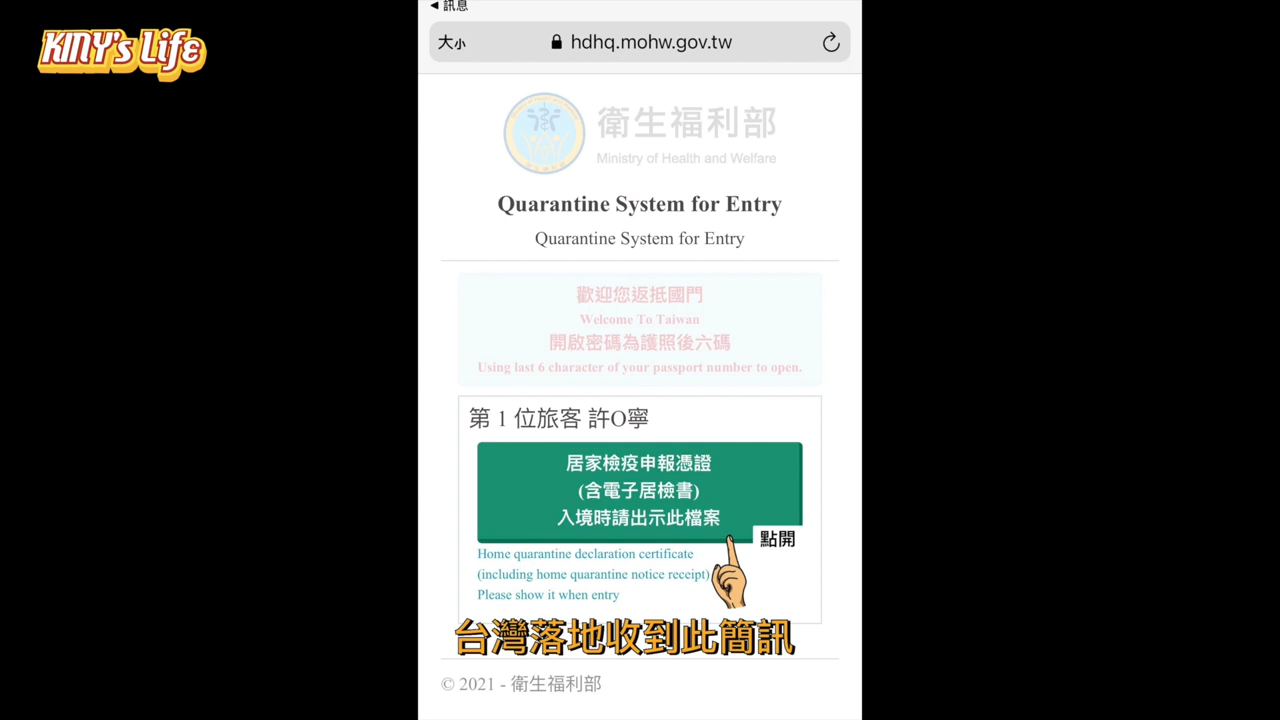 KINY's Life
◀ 訊息
大小
hdhq.mohw.gov.tw
衛生福利部
Ministry of Health and Welfare
Quarantine System for Entry
Quarantine System for Entry
歡迎您返抵國門
Welcome To Taiwan
開啟密碼為護照後六碼
Using last 6 character of your passport number to open.
第 1 位旅客 許O寧
居家檢疫申報憑證
(含電子居檢書)
入境時請出示此檔案
點開
Home quarantine declaration certificate
(including home quarantine notice receipt)
Please show it when entry
台灣落地收到此簡訊
© 2021 - 衛生福利部